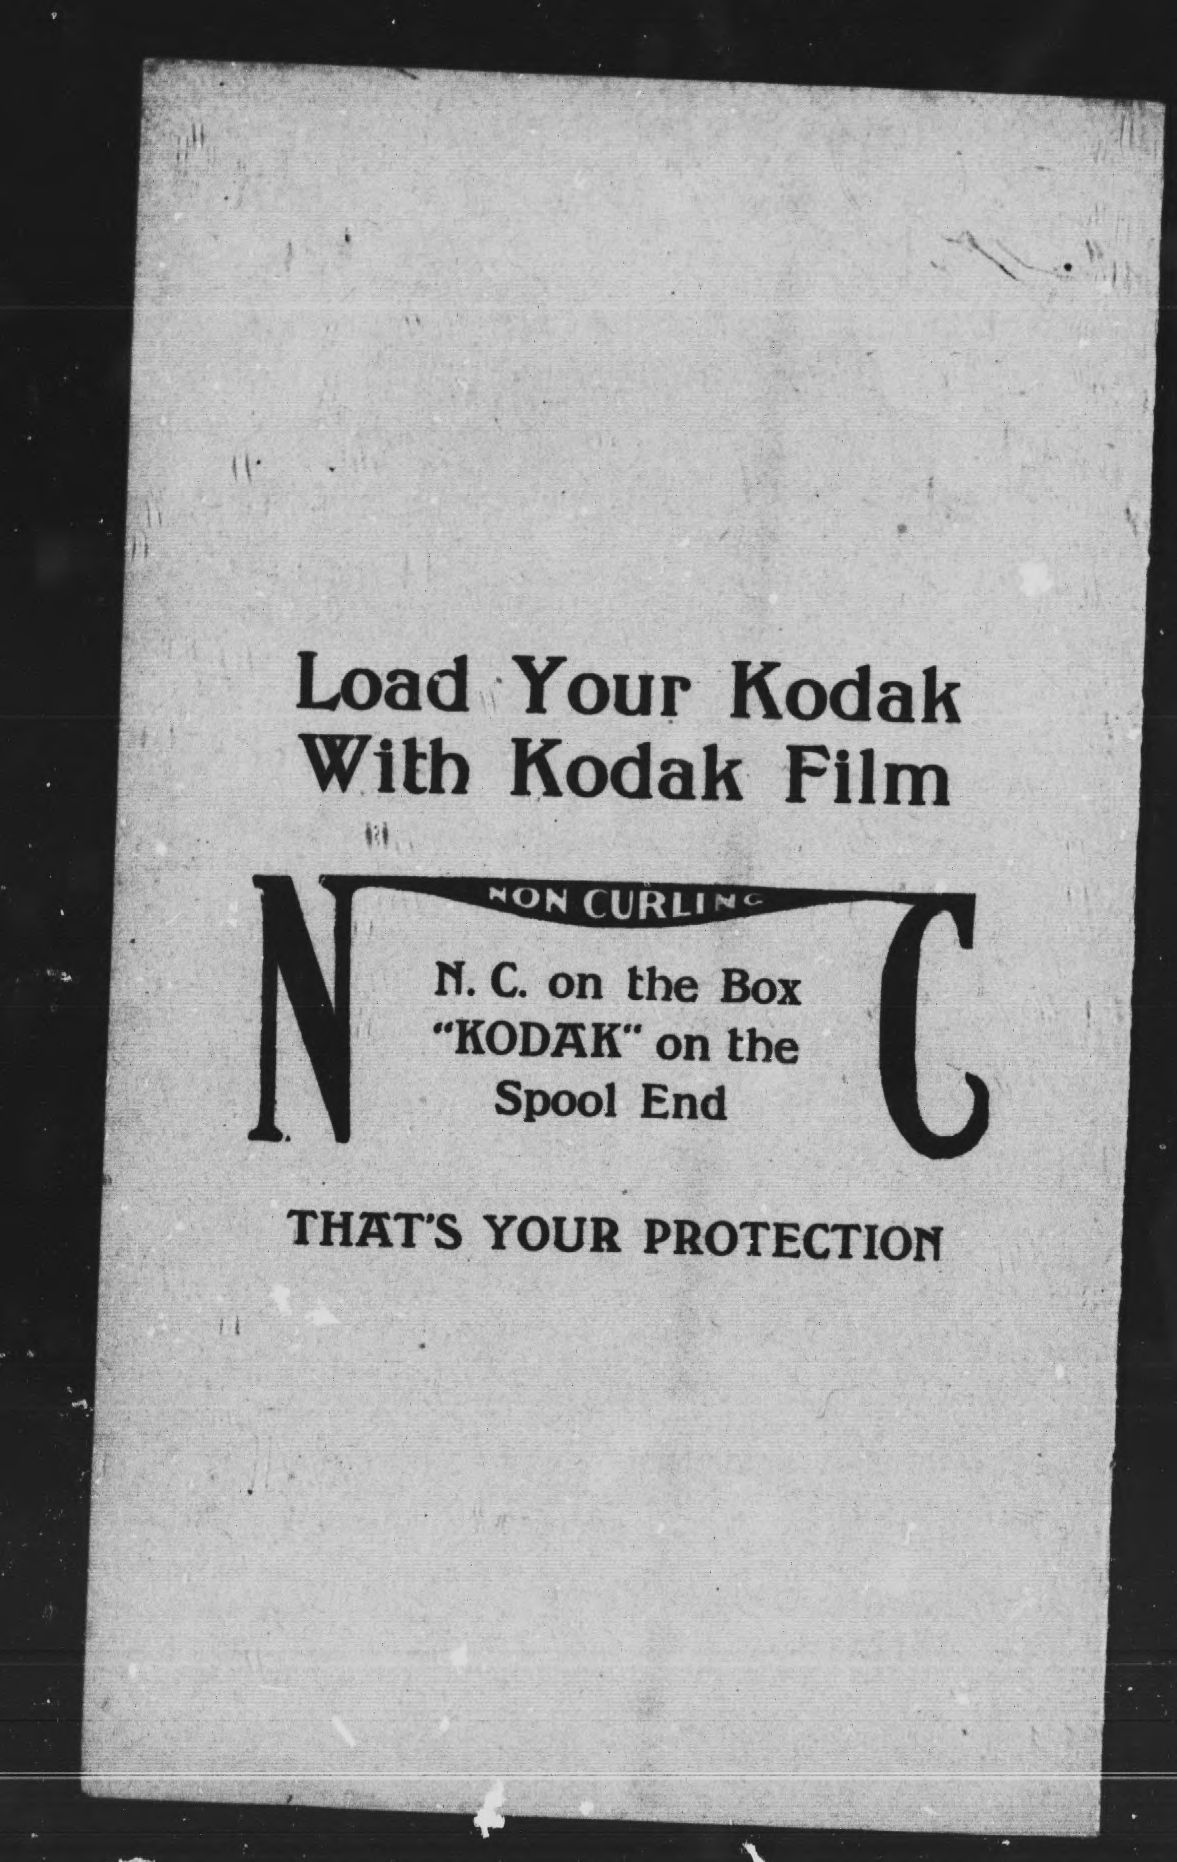 Load Your Kodak
With Kodak Film
NON CURLING
N C
N. C. on the Box
"KODAK" on the
Spool End
THAT'S YOUR PROTECTION